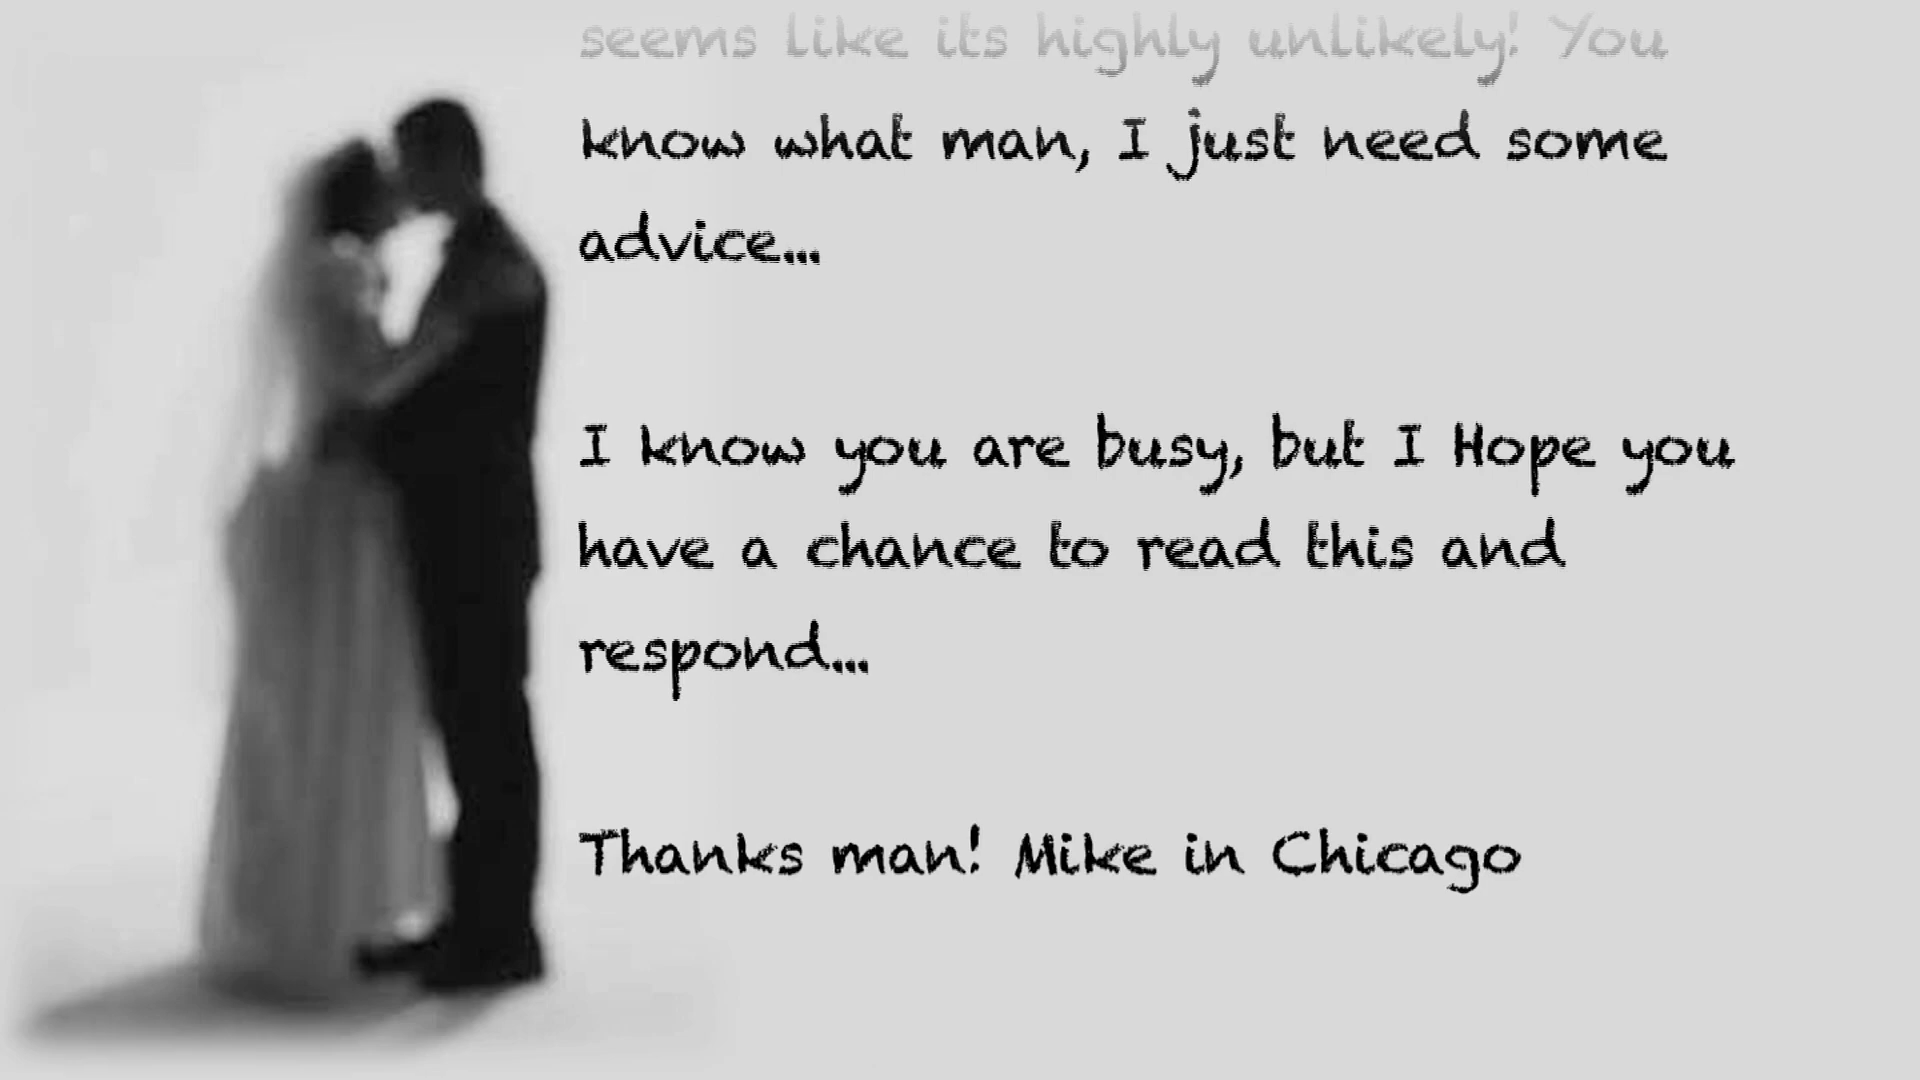 seems like its highly unlikely! You
know what man, I just need some
advice...
I know you are busy, but I Hope you
have a chance to read this and
respond...
Thanks man! Mike in Chicago